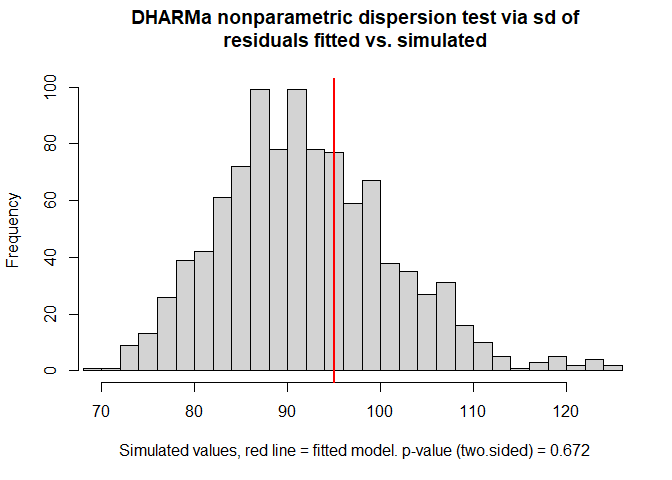 DHARMa nonparametric dispersion test via sd of
residuals fitted vs. simulated
Frequency
100
80
60
40
20
0
70 80 90 100 110 120
Simulated values, red line = fitted model. p-value (two.sided) = 0.672